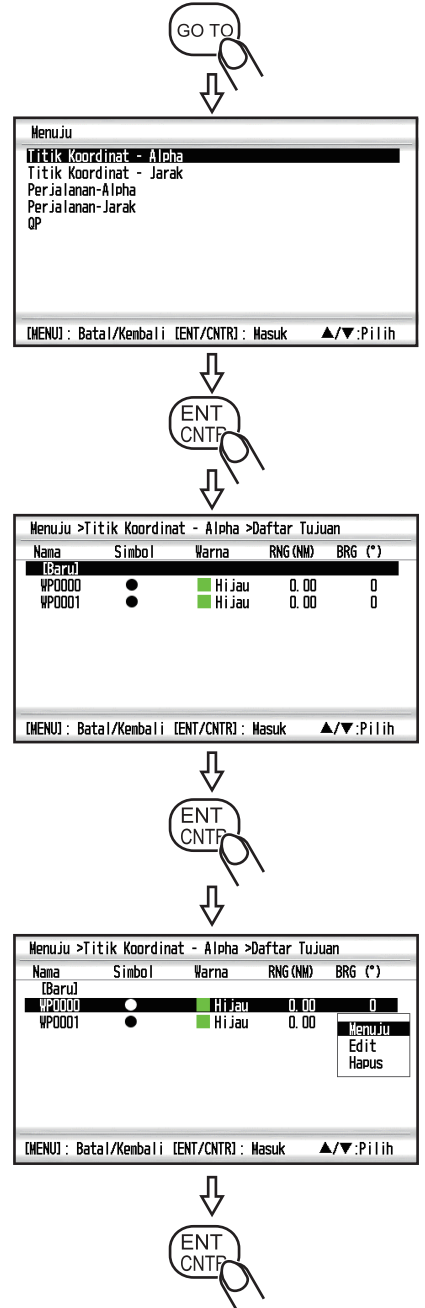 GO TO
Menuju
Titik Koordinat - Alpha
Titik Koordinat - Jarak
Perjalanan-Alpha
Perjalanan-Jarak
QP
[MENU]: Batal/Kembali [ENT/CNTR]: Masuk ▲/▼:Pilih
ENT
CNTR
Menuju >Titik Koordinat - Alpha >Daftar Tujuan
Nama Simbol Warna RNG(NM) BRG (°)
[Baru]
WP0000 ● Hijau 0.00 0
WP0001 ● Hijau 0.00 0
[MENU]: Batal/Kembali [ENT/CNTR]: Masuk ▲/▼:Pilih
ENT
CNTR
Menuju >Titik Koordinat - Alpha >Daftar Tujuan
Nama Simbol Warna RNG(NM) BRG (°)
[Baru]
WP0000 ● Hijau 0.00 0
WP0001 ● Hijau 0.00
Menuju
Edit
Hapus
[MENU]: Batal/Kembali [ENT/CNTR]: Masuk ▲/▼:Pilih
ENT
CNTR